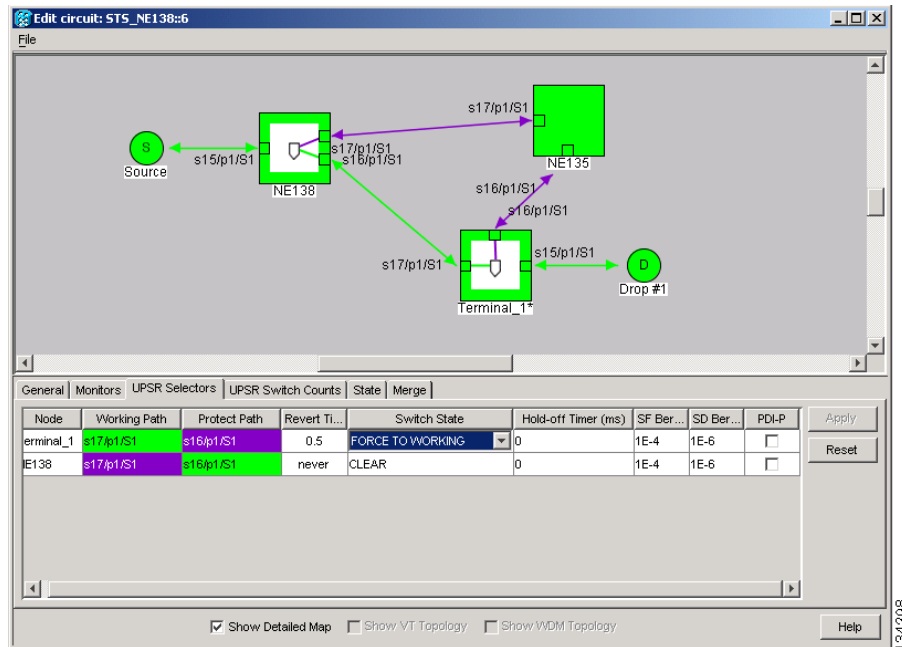 Edit circuit: STS_NE138::6
File
s17/p1/S1
S
s15/p1/S1
s17/p1/S1
s16/p1/S1
Source
NE138
NE135
s16/p1/S1
s16/p1/S1
s17/p1/S1
s15/p1/S1
D
Drop #1
Terminal_1*
General Monitors UPSR Selectors UPSR Switch Counts State Merge
Node Working Path Protect Path Revert Ti... Switch State Hold-off Timer (ms) SF Ber... SD Ber... PDI-P Apply
erminal_1 s17/p1/S1 s16/p1/S1 0.5 FORCE TO WORKING 0 1E-4 1E-6
Reset
IE138 s17/p1/S1 s16/p1/S1 never CLEAR 0 1E-4 1E-6
Show Detailed Map Show VT Topology Show WDM Topology Help